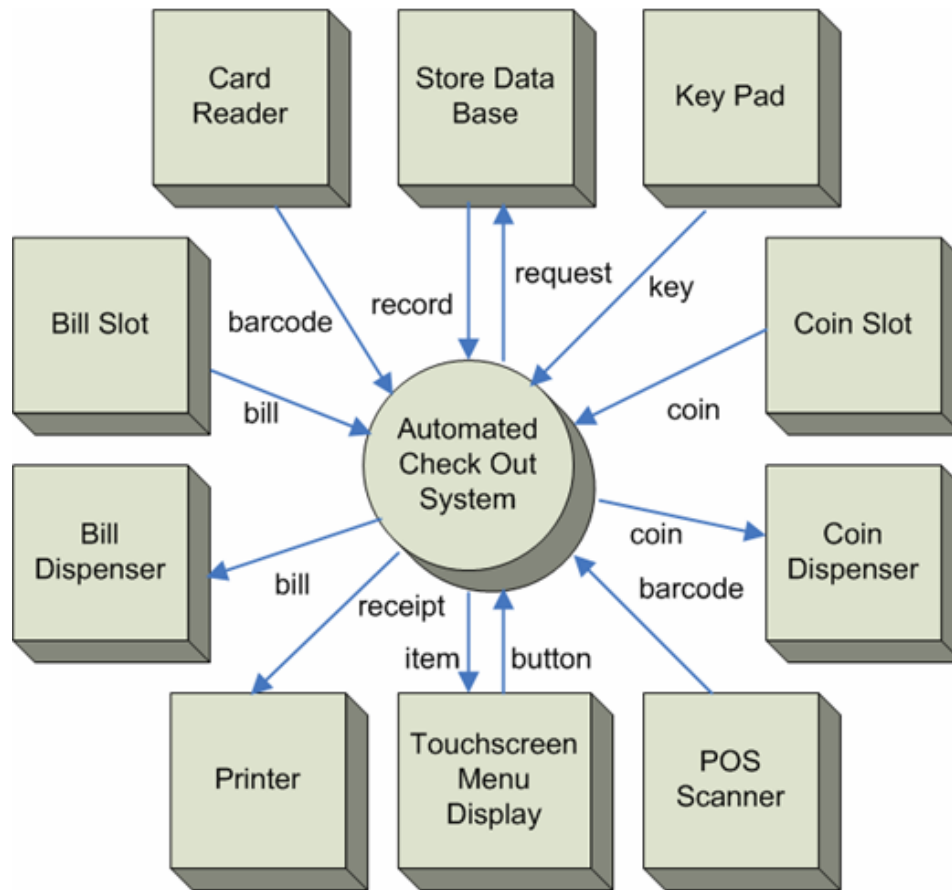 Card
Reader
Store Data
Base
Key Pad
Bill Slot
barcode
record
request
key
Coin Slot
bill
coin
Automated
Check Out
System
Bill
Dispenser
bill
receipt
coin
barcode
Coin
Dispenser
item
button
Printer
Touchscreen
Menu
Display
POS
Scanner